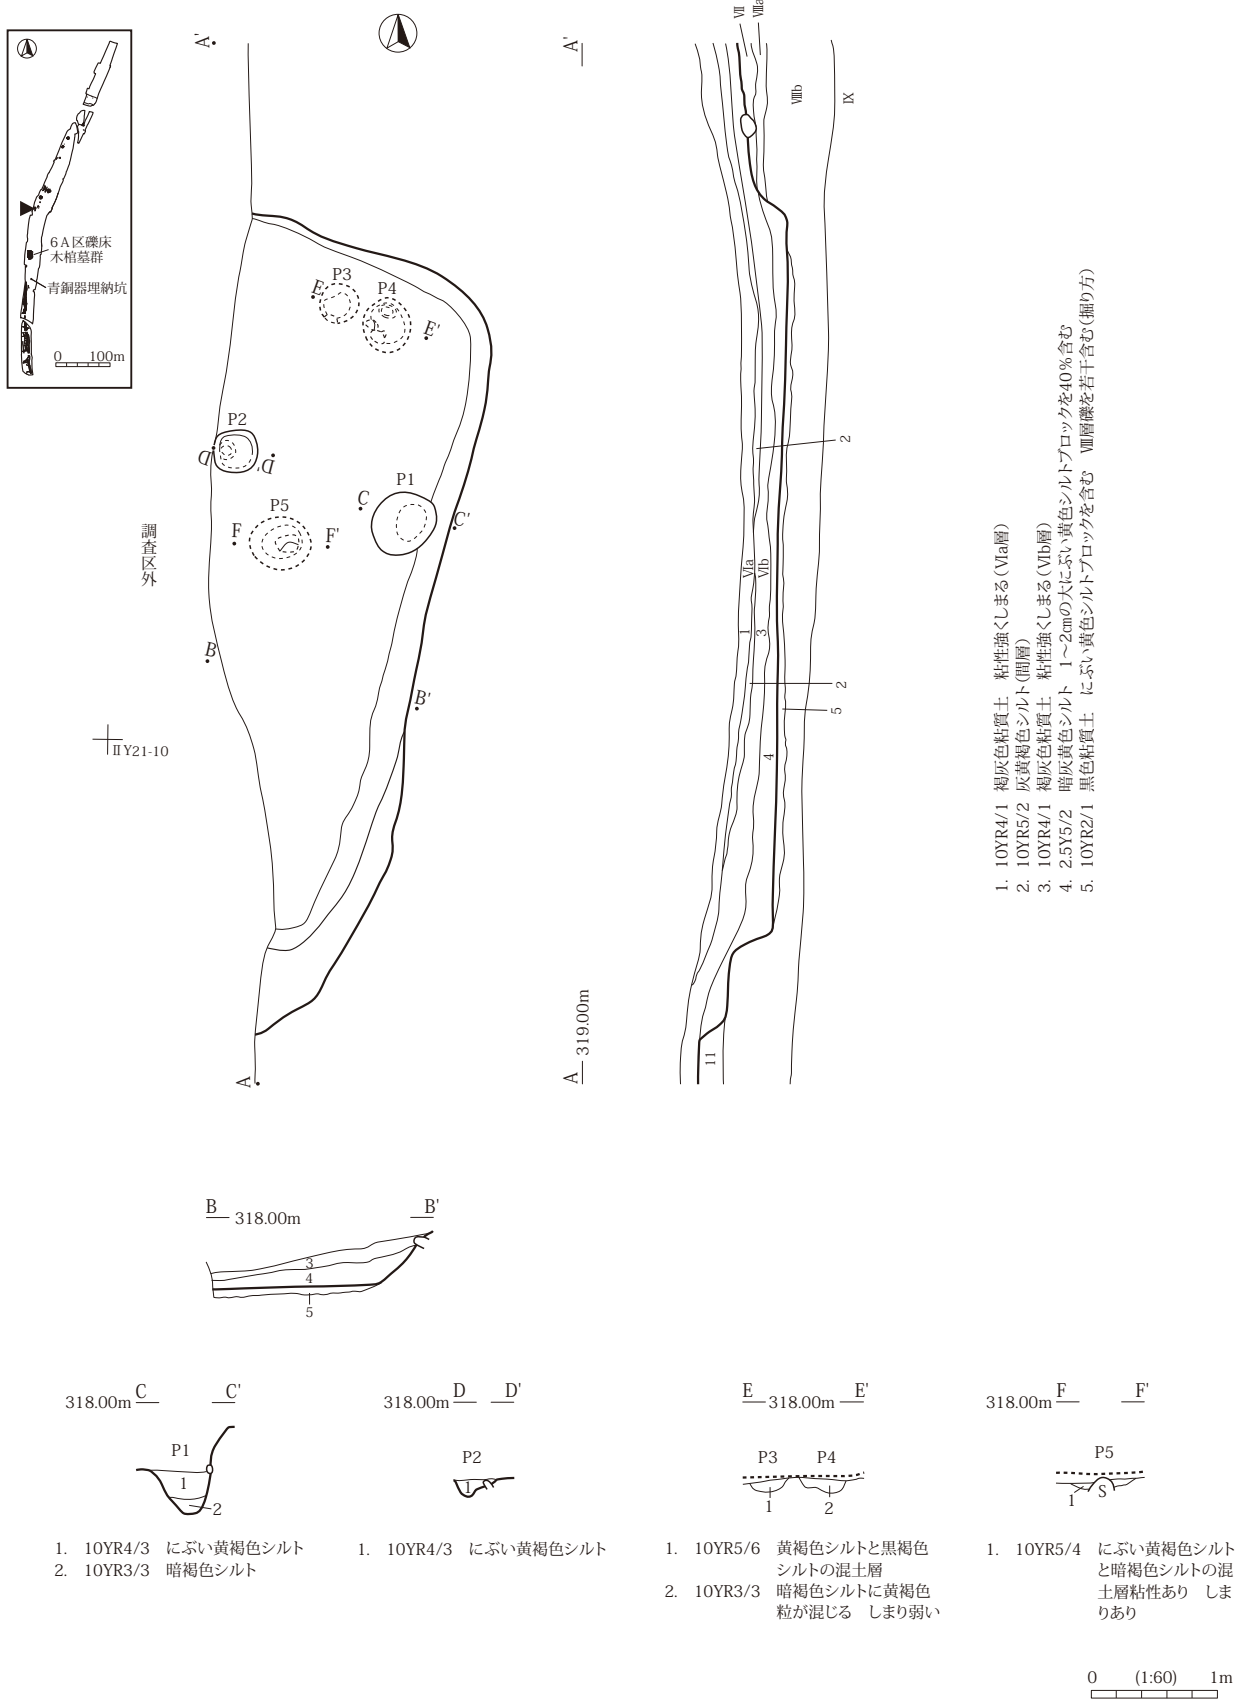 6A区礫床
木棺墓群
青銅器埋納坑
0 100m
A'
A'
Ⅶ
Ⅷa
Ⅷb
Ⅸ
P3
E
P4
E'
P2
D
D'
P1
C
C'
P5
F
F'
調査区外
B
B'
ⅡY21-10
A
A
319.00m
2
Ⅵa
Ⅵb
1
3
2
5
4
11
1. 10YR4/1 褐灰色粘質土 粘性強くしまる(Ⅵa層)
2. 10YR5/2 灰黄褐色シルト(間層)
3. 10YR4/1 褐灰色粘質土 粘性強くしまる(Ⅵb層)
4. 2.5Y5/2 暗灰黄色シルト 1～2㎝の大にぶい黄色シルトブロックを40%含む
5. 10YR2/1 黒色粘質土 にぶい黄色シルトブロックを含む Ⅷ層礫を若干含む(掘り方)
B 318.00m B'
3
4
5
318.00m C C'
P1
1
2
1. 10YR4/3 にぶい黄褐色シルト
2. 10YR3/3 暗褐色シルト
318.00m D D'
P2
1
1. 10YR4/3 にぶい黄褐色シルト
E 318.00m E'
P3 P4
1 2
1. 10YR5/6 黄褐色シルトと黒褐色
シルトの混土層
2. 10YR3/3 暗褐色シルトに黄褐色
粒が混じる しまり弱い
318.00m F F'
P5
1 S
1. 10YR5/4 にぶい黄褐色シルト
と暗褐色シルトの混
土層粘性あり しま
りあり
0 (1:60) 1m